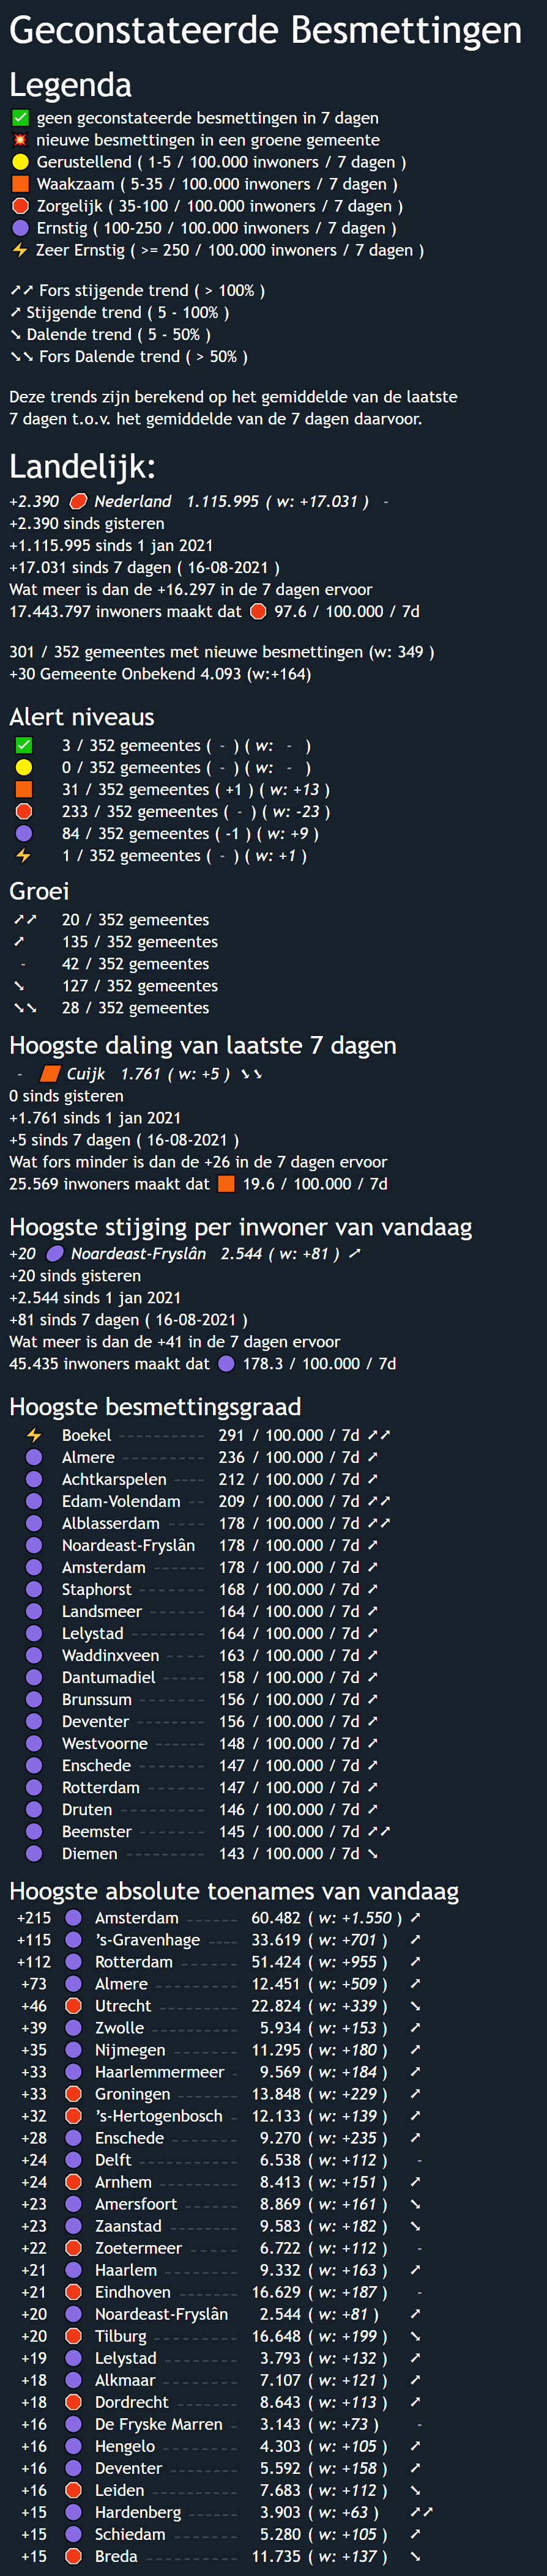 Geconstateerde Besmettingen
Legenda
✅ geen geconstateerde besmettingen in 7 dagen
💥 nieuwe besmettingen in een groene gemeente
🟡 Gerustellend ( 1-5 / 100.000 inwoners / 7 dagen )
🟧 Waakzaam ( 5-35 / 100.000 inwoners / 7 dagen )
🛑 Zorgelijk ( 35-100 / 100.000 inwoners / 7 dagen )
🟣 Ernstig ( 100-250 / 100.000 inwoners / 7 dagen )
⚡ Zeer Ernstig ( >= 250 / 100.000 inwoners / 7 dagen )
➚➚ Fors stijgende trend ( > 100% )
➚ Stijgende trend ( 5 - 100% )
➘ Dalende trend ( 5 - 50% )
➘➘ Fors Dalende trend ( > 50% )
Deze trends zijn berekend op het gemiddelde van de laatste
7 dagen t.o.v. het gemiddelde van de 7 dagen daarvoor.
Landelijk:
+2.390 🛑 Nederland 1.115.995 ( w: +17.031 ) -
+2.390 sinds gisteren
+1.115.995 sinds 1 jan 2021
+17.031 sinds 7 dagen ( 16-08-2021 )
Wat meer is dan de +16.297 in de 7 dagen ervoor
17.443.797 inwoners maakt dat 🛑 97.6 / 100.000 / 7d
301 / 352 gemeentes met nieuwe besmettingen (w: 349 )
+30 Gemeente Onbekend 4.093 (w:+164)
Alert niveaus
✅ 3 / 352 gemeentes ( - ) ( w: - )
🟡 0 / 352 gemeentes ( - ) ( w: - )
🟧 31 / 352 gemeentes ( +1 ) ( w: +13 )
🛑 233 / 352 gemeentes ( - ) ( w: -23 )
🟣 84 / 352 gemeentes ( -1 ) ( w: +9 )
⚡ 1 / 352 gemeentes ( - ) ( w: +1 )
Groei
➚➚ 20 / 352 gemeentes
➚ 135 / 352 gemeentes
- 42 / 352 gemeentes
➘ 127 / 352 gemeentes
➘➘ 28 / 352 gemeentes
Hoogste daling van laatste 7 dagen
- 🟧 Cuijk 1.761 ( w: +5 ) ➘➘
0 sinds gisteren
+1.761 sinds 1 jan 2021
+5 sinds 7 dagen ( 16-08-2021 )
Wat fors minder is dan de +26 in de 7 dagen ervoor
25.569 inwoners maakt dat 🟧 19.6 / 100.000 / 7d
Hoogste stijging per inwoner van vandaag
+20 🟣 Noardeast-Fryslân 2.544 ( w: +81 ) ➚
+20 sinds gisteren
+2.544 sinds 1 jan 2021
+81 sinds 7 dagen ( 16-08-2021 )
Wat meer is dan de +41 in de 7 dagen ervoor
45.435 inwoners maakt dat 🟣 178.3 / 100.000 / 7d
Hoogste besmettingsgraad
⚡ Boekel ---------- 291 / 100.000 / 7d ➚➚
🟣 Almere ---------- 236 / 100.000 / 7d ➚
🟣 Achtkarspelen ---- 212 / 100.000 / 7d ➚
🟣 Edam-Volendam -- 209 / 100.000 / 7d ➚➚
🟣 Alblasserdam ---- 178 / 100.000 / 7d ➚➚
🟣 Noardeast-Fryslân 178 / 100.000 / 7d ➚
🟣 Amsterdam ------ 178 / 100.000 / 7d ➚
🟣 Staphorst -------- 168 / 100.000 / 7d ➚
🟣 Landsmeer ------- 164 / 100.000 / 7d ➚
🟣 Lelystad --------- 164 / 100.000 / 7d ➚
🟣 Waddinxveen ----- 163 / 100.000 / 7d ➚
🟣 Dantumadiel ----- 158 / 100.000 / 7d ➚
🟣 Brunssum -------- 156 / 100.000 / 7d ➚
🟣 Deventer -------- 156 / 100.000 / 7d ➚
🟣 Westvoorne ------ 148 / 100.000 / 7d ➚
🟣 Enschede -------- 147 / 100.000 / 7d ➚
🟣 Rotterdam ------- 147 / 100.000 / 7d ➚
🟣 Druten ---------- 146 / 100.000 / 7d ➚
🟣 Beemster -------- 145 / 100.000 / 7d ➚➚
🟣 Diemen ---------- 143 / 100.000 / 7d ➘
Hoogste absolute toenames van vandaag
+215 🟣 Amsterdam ------ 60.482 ( w: +1.550 ) ➚
+115 🟣 's-Gravenhage ---- 33.619 ( w: +701 ) ➚
+112 🟣 Rotterdam ------- 51.424 ( w: +955 ) ➚
+73 🟣 Almere ---------- 12.451 ( w: +509 ) ➚
+46 🛑 Utrecht ---------- 22.824 ( w: +339 ) ➘
+39 🟣 Zwolle ----------- 5.934 ( w: +153 ) ➚
+35 🟣 Nijmegen -------- 11.295 ( w: +180 ) ➚
+33 🟣 Haarlemmermeer - 9.569 ( w: +184 ) ➚
+33 🛑 Groningen ------- 13.848 ( w: +229 ) ➚
+32 🛑 's-Hertogenbosch - 12.133 ( w: +139 ) ➚
+28 🟣 Enschede -------- 9.270 ( w: +235 ) ➚
+24 🟣 Delft ------------ 6.538 ( w: +112 ) -
+24 🛑 Arnhem ---------- 8.413 ( w: +151 ) ➚
+23 🟣 Amersfoort ------ 8.869 ( w: +161 ) ➘
+23 🟣 Zaanstad -------- 9.583 ( w: +182 ) ➘
+22 🛑 Zoetermeer ------ 6.722 ( w: +112 ) -
+21 🟣 Haarlem --------- 9.332 ( w: +163 ) ➚
+21 🛑 Eindhoven ------- 16.629 ( w: +187 ) -
+20 🟣 Noardeast-Fryslân 2.544 ( w: +81 ) ➚
+20 🛑 Tilburg ---------- 16.648 ( w: +199 ) ➘
+19 🟣 Lelystad --------- 3.793 ( w: +132 ) ➚
+18 🟣 Alkmaar --------- 7.107 ( w: +121 ) ➚
+18 🛑 Dordrecht ------- 8.643 ( w: +113 ) ➚
+16 🟣 De Fryske Marren - 3.143 ( w: +73 ) -
+16 🟣 Hengelo --------- 4.303 ( w: +105 ) ➚
+16 🟣 Deventer -------- 5.592 ( w: +158 ) ➚
+16 🛑 Leiden ---------- 7.683 ( w: +112 ) ➘
+15 🟣 Hardenberg ------ 3.903 ( w: +63 ) ➚➚
+15 🟣 Schiedam -------- 5.280 ( w: +105 ) ➚
+15 🛑 Breda ----------- 11.735 ( w: +137 ) ➘